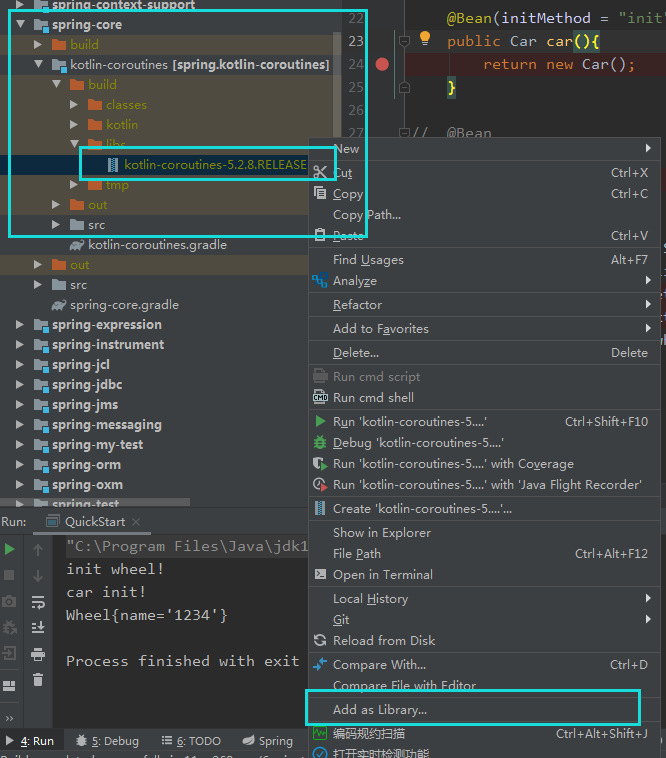 spring-context-support
spring-core
build
kotlin-coroutines [spring.kotlin-coroutines]
build
classes
kotlin
libs
kotlin-coroutines-5.2.8.RELEASE
tmp
out
src
kotlin-coroutines.gradle
out
src
spring-core.gradle
spring-expression
spring-instrument
spring-jcl
spring-jdbc
spring-jms
spring-messaging
spring-my-test
spring-orm
spring-oxm
spring-test
22 @Bean(initMethod = "init"
23 public Car car(){
24 return new Car();
25 }
26
27 // @Bean
New
Cut Ctrl+X
Copy Ctrl+C
Copy Path...
Paste Ctrl+V
Find Usages Alt+F7
Analyze
Refactor
Add to Favorites
Delete... Delete
Run cmd script
Run cmd shell
Run 'kotlin-coroutines-5....' Ctrl+Shift+F10
Debug 'kotlin-coroutines-5....'
Run 'kotlin-coroutines-5....' with Coverage
Run 'kotlin-coroutines-5....' with 'Java Flight Recorder'
Create 'kotlin-coroutines-5....'...
Show in Explorer
File Path Ctrl+Alt+F12
Open in Terminal
Local History
Git
Reload from Disk
Compare With... Ctrl+D
Compare File with Editor
Add as Library...
编码规约扫描 Ctrl+Alt+Shift+J
打开实时检测功能
Run: QuickStart
"C:\Program Files\Java\jdk1
init wheel!
car init!
Wheel{name='1234'}
Process finished with exit
4: Run 5: Debug 6: TODO Spring